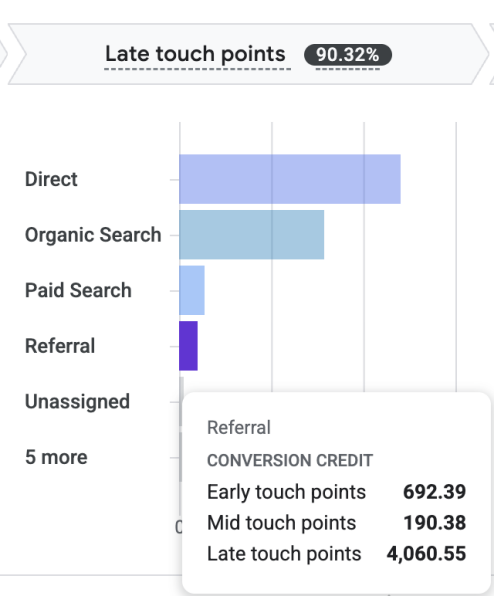 Late touch points 90.32%
Direct
Organic Search
Paid Search
Referral
Unassigned
5 more
Referral
CONVERSION CREDIT
Early touch points 692.39
Mid touch points 190.38
Late touch points 4,060.55